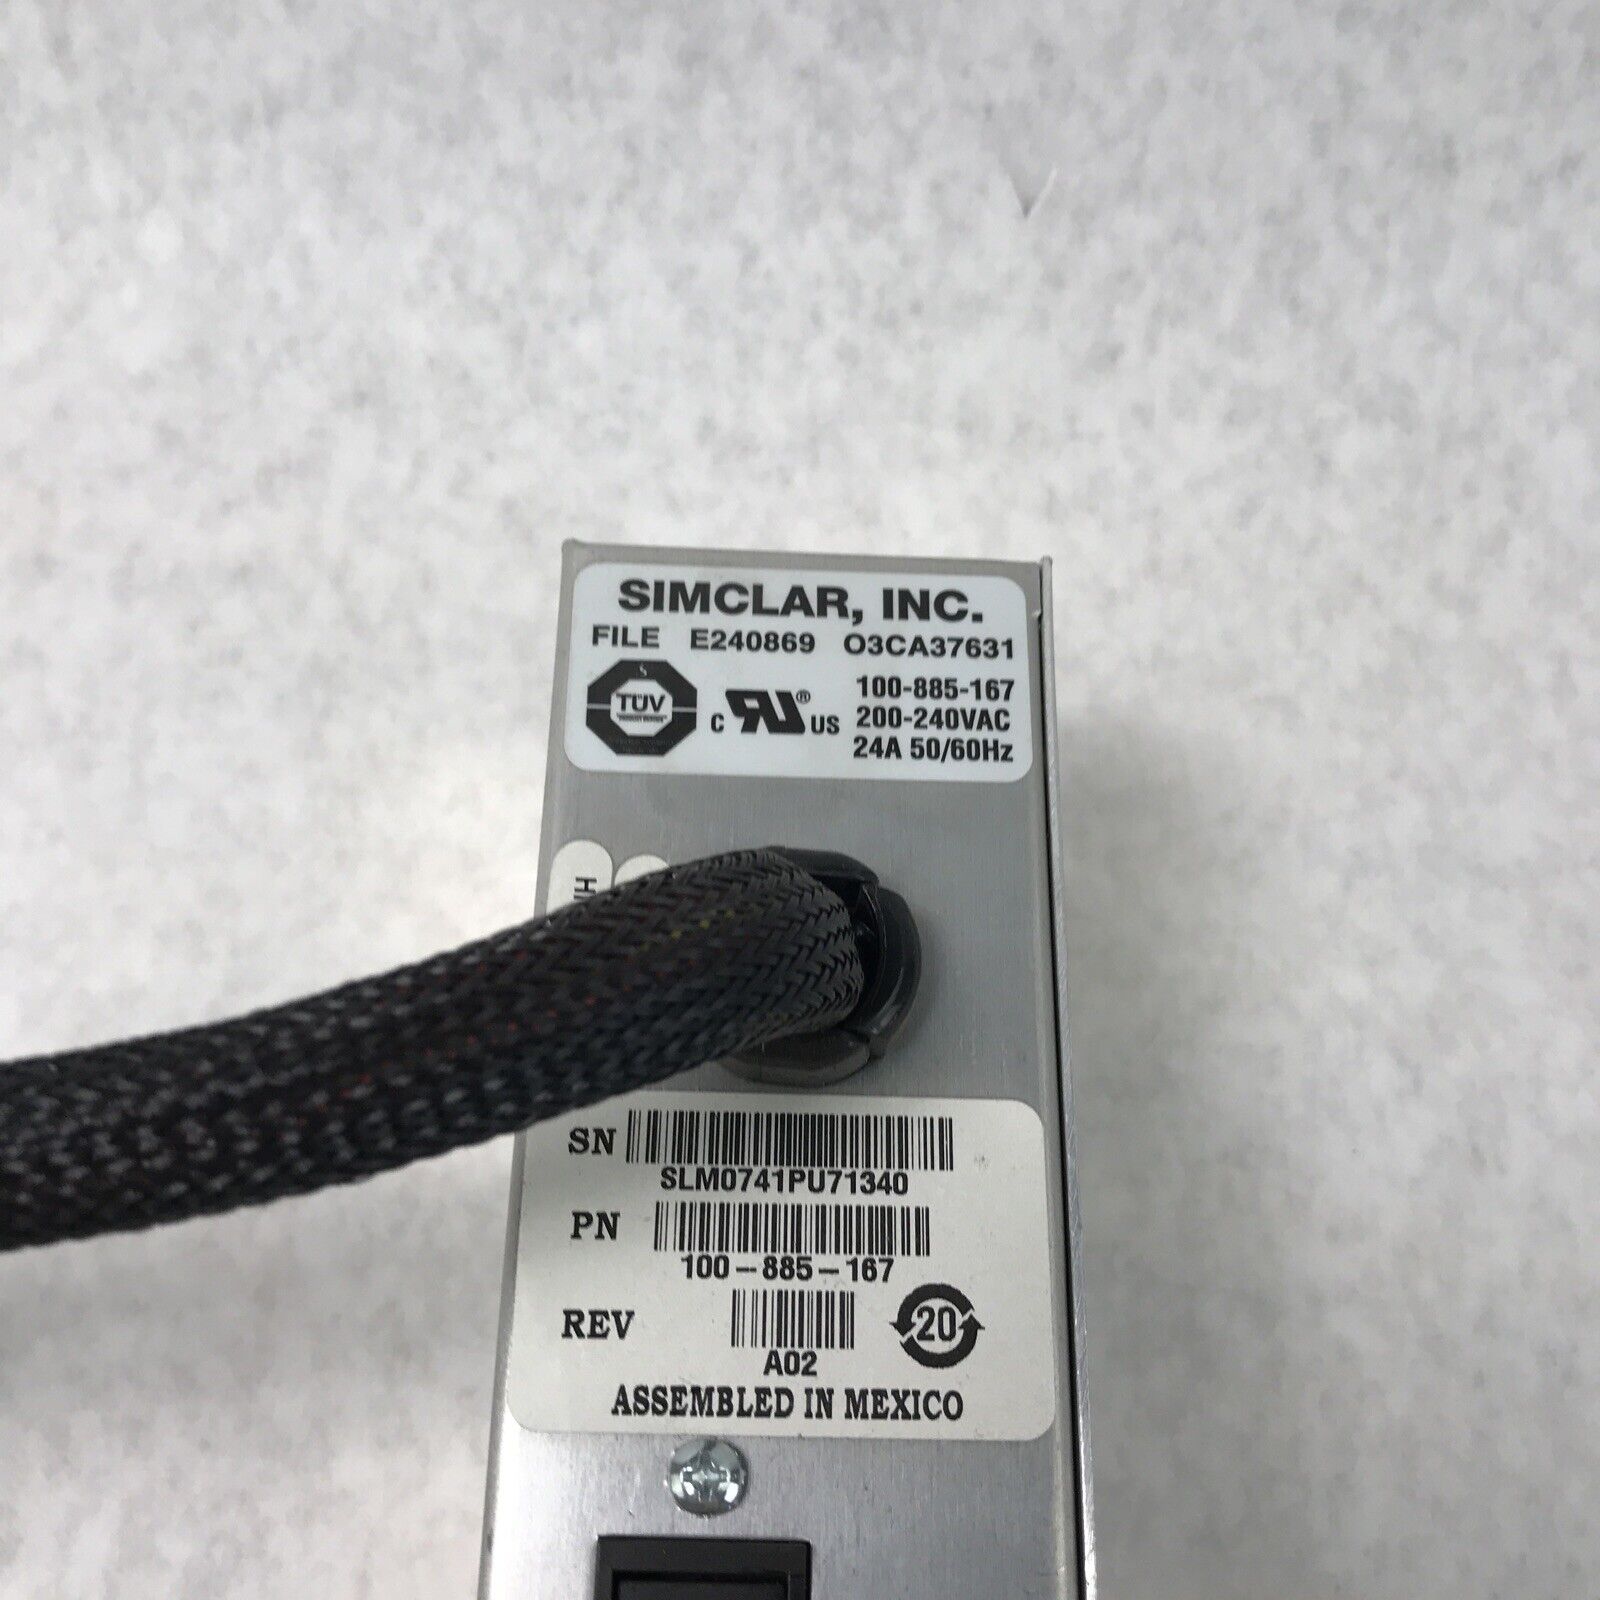 SIMCLAR, INC.
FILE E240869 O3CA37631
TÜV
C RU® US
100-885-167
200-240VAC
24A 50/60Hz
SN
SLM0741PU71340
PN
100-885-167
REV
A02
20
ASSEMBLED IN MEXICO